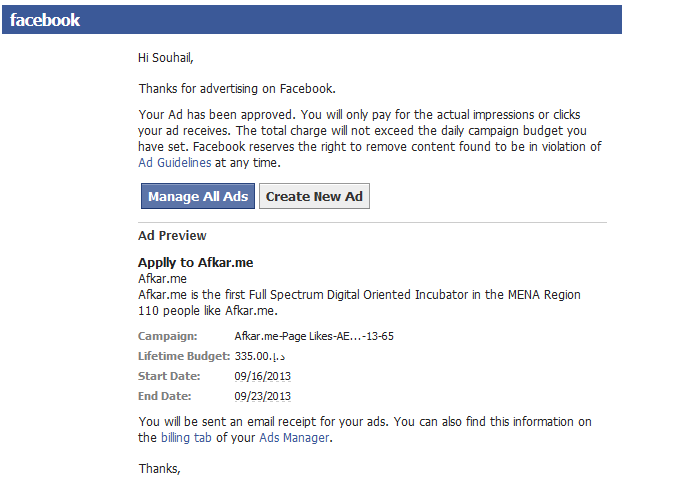 facebook
Hi Souhail,
Thanks for advertising on Facebook.
Your Ad has been approved. You will only pay for the actual impressions or clicks
your ad receives. The total charge will not exceed the daily campaign budget you
have set. Facebook reserves the right to remove content found to be in violation of
Ad Guidelines at any time.
Manage All Ads Create New Ad
Ad Preview
Applly to Afkar.me
Afkar.me
Afkar.me is the first Full Spectrum Digital Oriented Incubator in the MENA Region
110 people like Afkar.me.
Campaign: Afkar.me-Page Likes-AE...-13-65
Lifetime Budget: 335.00.د.إ
Start Date: 09/16/2013
End Date: 09/23/2013
You will be sent an email receipt for your ads. You can also find this information on
the billing tab of your Ads Manager.
Thanks,